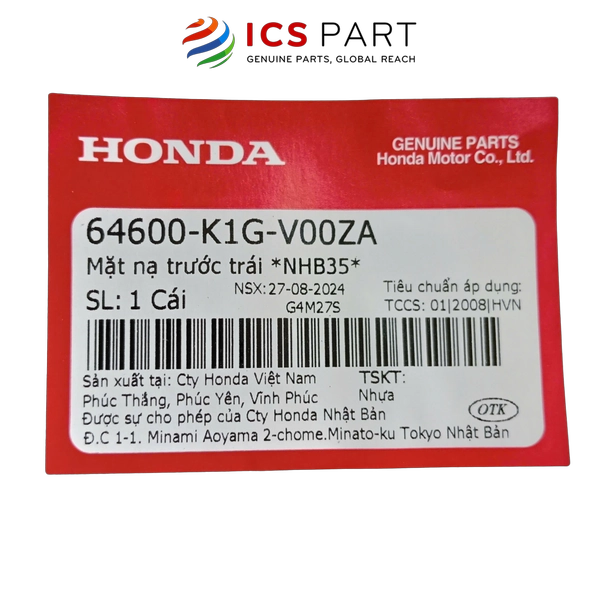 ICS PART
GENUINE PARTS, GLOBAL REACH
HONDA
GENUINE PARTS
Honda Motor Co., Ltd.
64600-K1G-V00ZA
Mặt nạ trước trái *NHB35*
SL: 1 Cái
NSX:27-08-2024
G4M27S
Tiêu chuẩn áp dụng:
TCCS: 01|2008|HVN
Sản xuất tại: Cty Honda Việt Nam
Phúc Thắng, Phúc Yên, Vĩnh Phúc
TSKT:
Nhựa
Được sự cho phép của Cty Honda Nhật Bản
OTK
Đ.C 1-1. Minami Aoyama 2-chome.Minato-ku Tokyo Nhật Bản